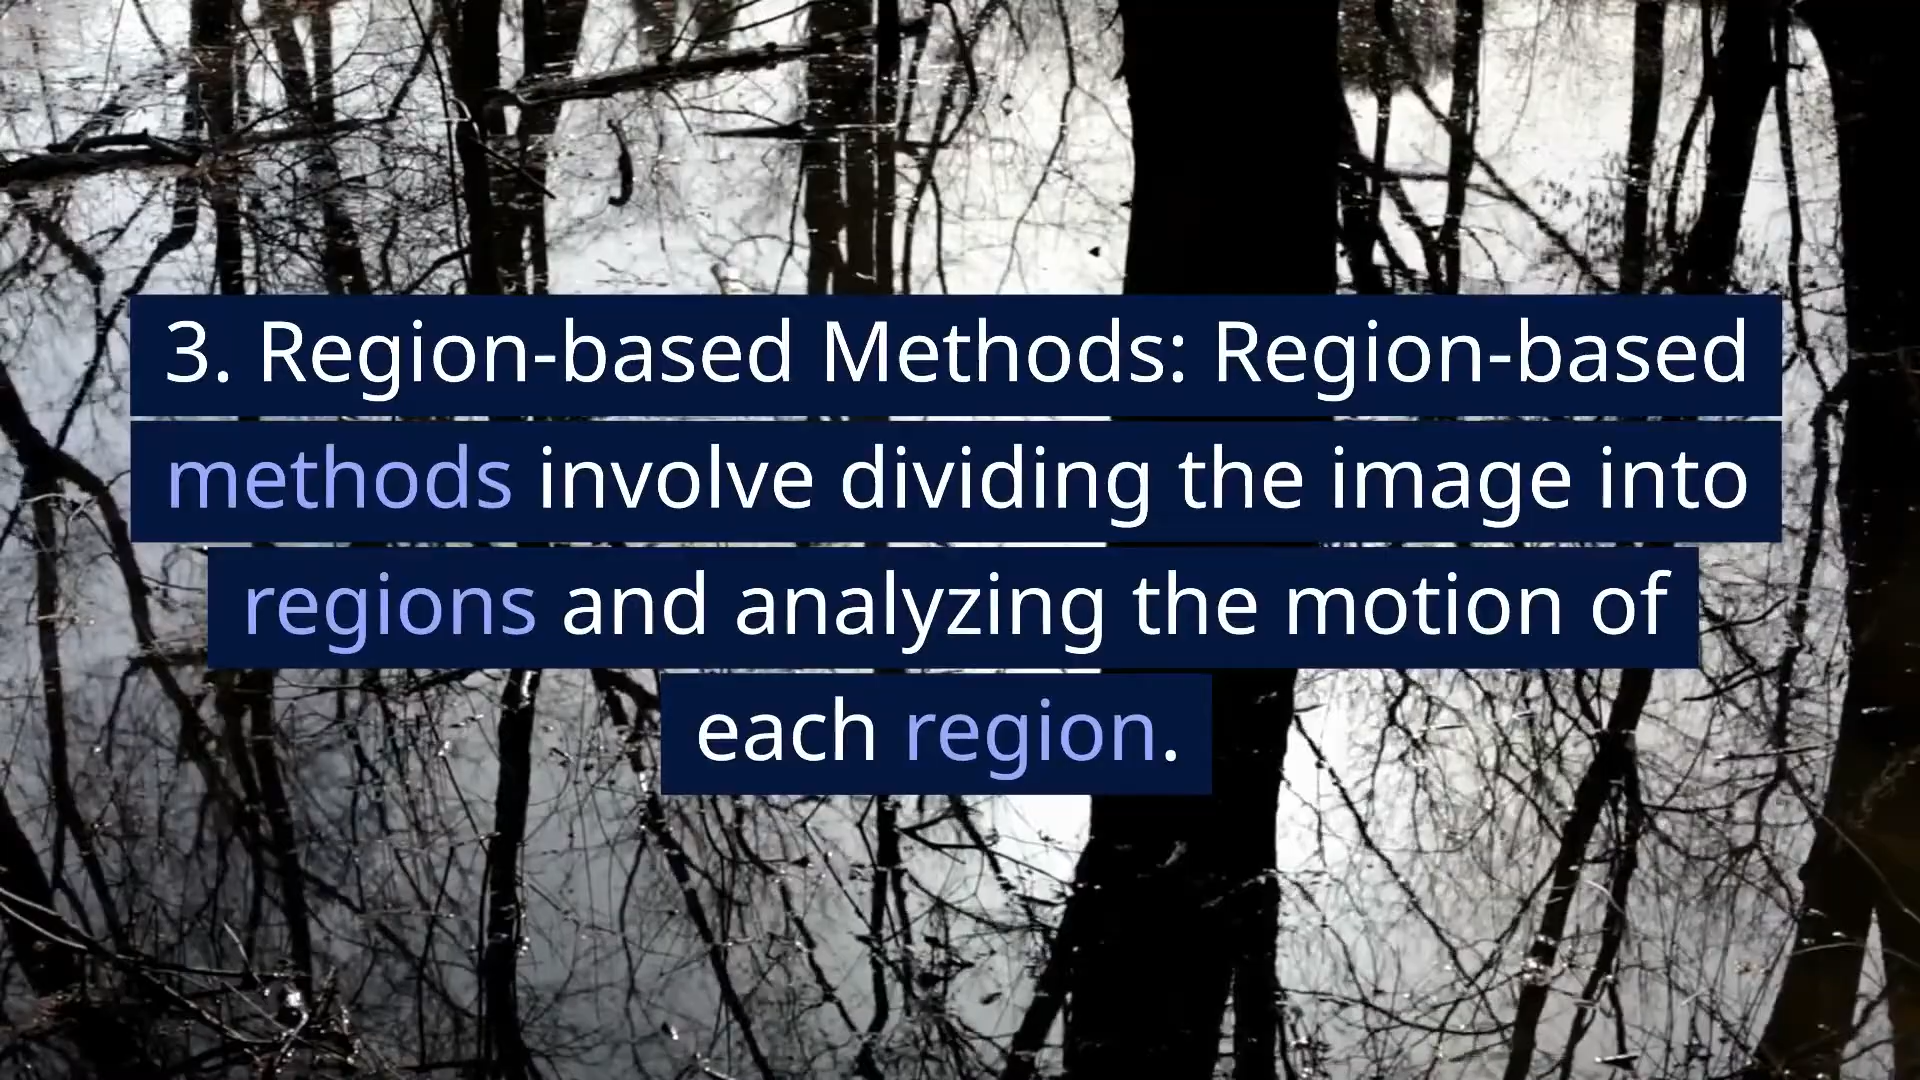 3. Region-based Methods: Region-based
methods involve dividing the image into
regions and analyzing the motion of
each region.